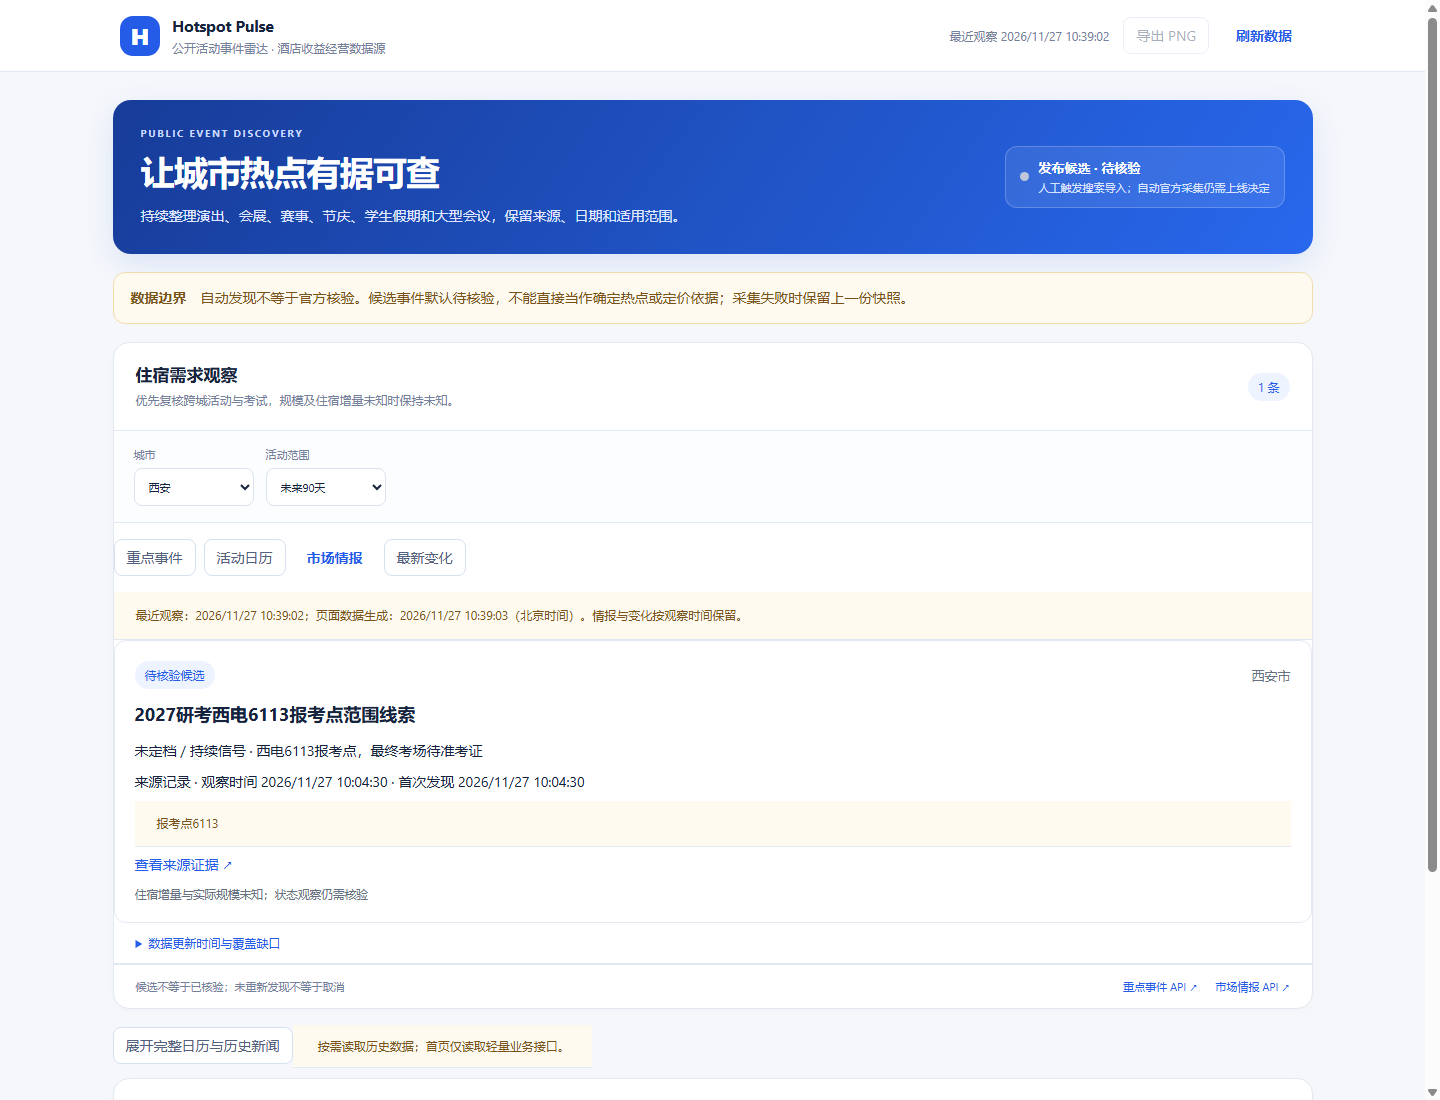 H
Hotspot Pulse
公开活动事件雷达 · 酒店收益经营数据源
最近观察 2026/11/27 10:39:02
导出 PNG
刷新数据
PUBLIC EVENT DISCOVERY
让城市热点有据可查
持续整理演出、会展、赛事、节庆、学生假期和大型会议，保留来源、日期和适用范围。
发布候选 · 待核验
人工触发搜索导入；自动官方采集仍需上线决定
数据边界 自动发现不等于官方核验。候选事件默认待核验，不能直接当作确定热点或定价依据；采集失败时保留上一份快照。
住宿需求观察
优先复核跨城活动与考试，规模及住宿增量未知时保持未知。
1 条
城市
活动范围
西安
未来90天
重点事件
活动日历
市场情报
最新变化
最近观察：2026/11/27 10:39:02；页面数据生成：2026/11/27 10:39:03（北京时间）。情报与变化按观察时间保留。
待核验候选
西安市
2027研考西电6113报考点范围线索
未定档 / 持续信号 · 西电6113报考点，最终考场待准考证
来源记录 · 观察时间 2026/11/27 10:04:30 · 首次发现 2026/11/27 10:04:30
报考点6113
查看来源证据 ↗
住宿增量与实际规模未知；状态观察仍需核验
▶ 数据更新时间与覆盖缺口
候选不等于已核验；未重新发现不等于取消
重点事件 API ↗
市场情报 API ↗
展开完整日历与历史新闻
按需读取历史数据；首页仅读取轻量业务接口。